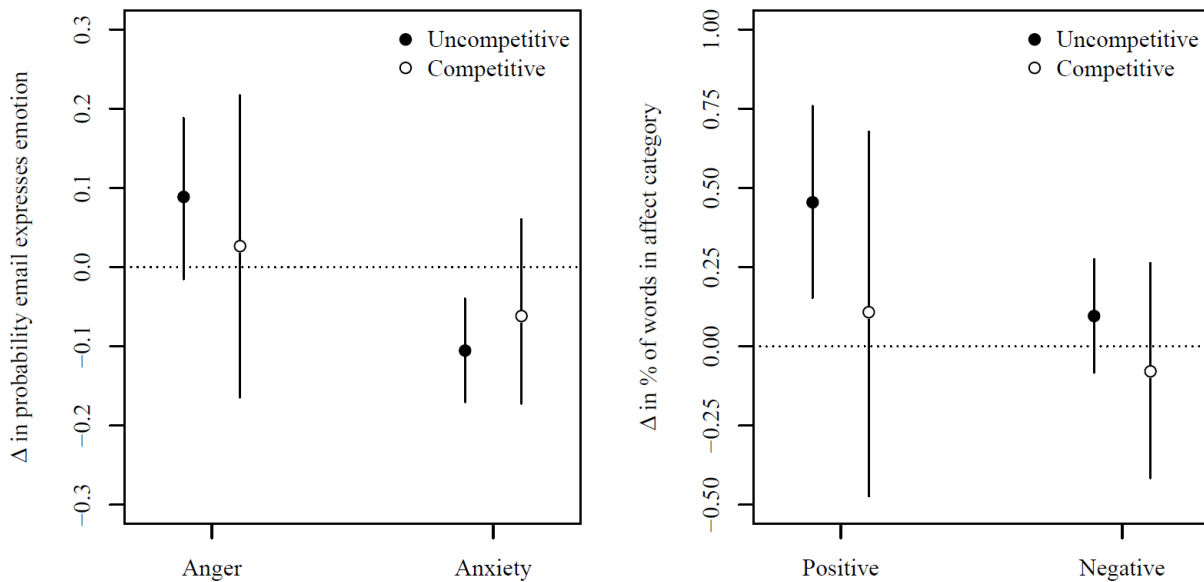 Δ in probability email expresses emotion
0.3
0.2
0.1
0.0
−0.1
−0.2
−0.3
Uncompetitive
Competitive
Anger
Anxiety
Δ in % of words in affect category
1.00
0.75
0.50
0.25
0.00
−0.25
−0.50
Uncompetitive
Competitive
Positive
Negative